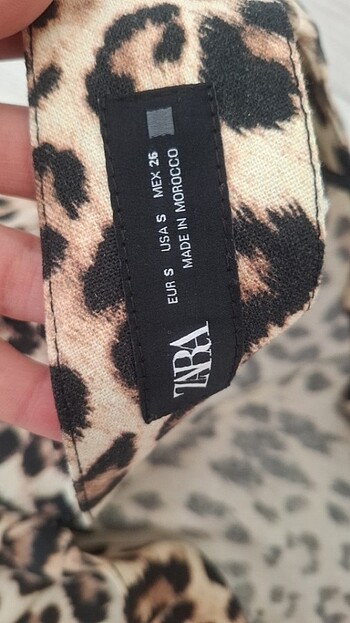 ZARA
EUR S USA S MEX 26
MADE IN MOROCCO